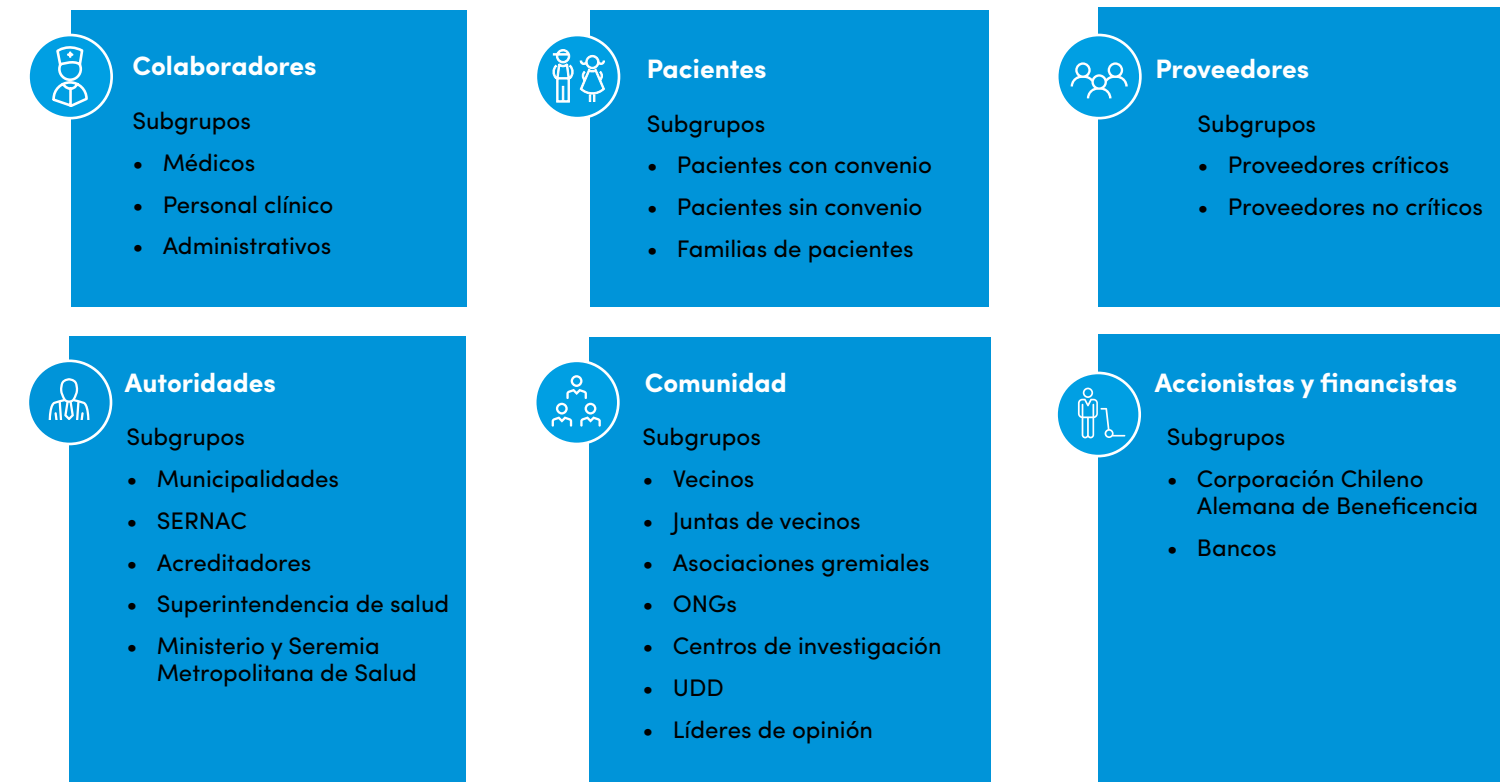 Colaboradores
Subgrupos
• Médicos
• Personal clínico
• Administrativos
Pacientes
Subgrupos
• Pacientes con convenio
• Pacientes sin convenio
• Familias de pacientes
Proveedores
Subgrupos
• Proveedores críticos
• Proveedores no críticos
Autoridades
Subgrupos
• Municipalidades
• SERNAC
• Acreditadores
• Superintendencia de salud
• Ministerio y Seremia
Metropolitana de Salud
Comunidad
Subgrupos
• Vecinos
• Juntas de vecinos
• Asociaciones gremiales
• ONGs
• Centros de investigación
• UDD
• Líderes de opinión
Accionistas y financistas
Subgrupos
• Corporación Chileno
Alemana de Beneficencia
• Bancos